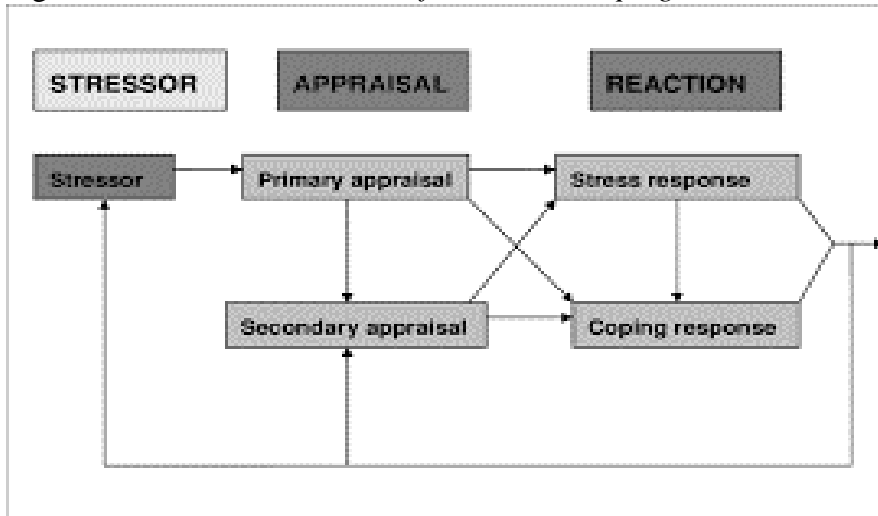 STRESSOR APPRAISAL REACTION
Stressor Primary appraisal Stress response
Secondary appraisal Coping response